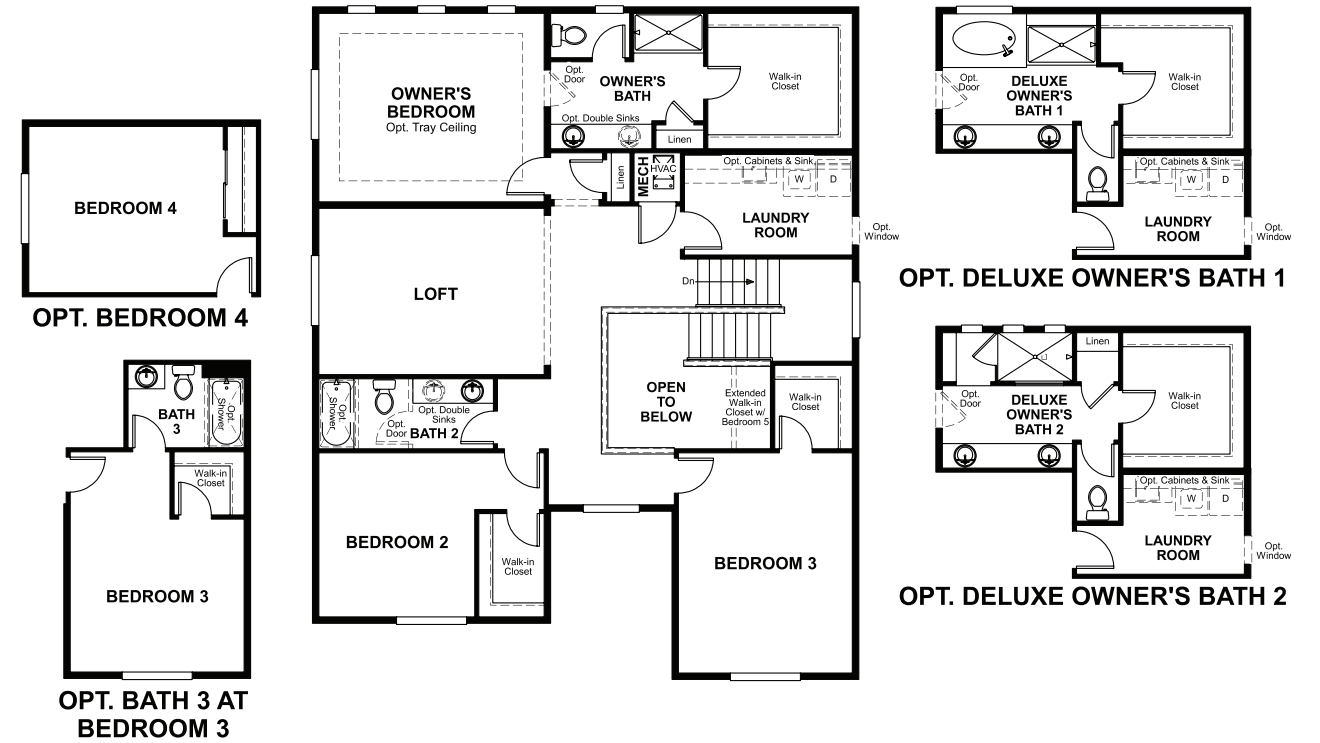 BEDROOM 4
OPT. BEDROOM 4
BATH
3
Opt.
Shower
Walk-in
Closet
BEDROOM 3
OPT. BATH 3 AT
BEDROOM 3
OWNER'S
BEDROOM
Opt. Tray Ceiling
Opt.
Door
OWNER'S
BATH
Opt. Double Sinks
Linen
Walk-in
Closet
Linen
MECH
HVAC
Opt. Cabinets & Sink
W
D
LAUNDRY
ROOM
Opt.
Window
LOFT
Dn
OPEN
TO
BELOW
Extended
Walk-in
Closet w/
Bedroom 5
Walk-in
Closet
Opt.
Shower
Opt.
Door
Opt. Double
Sinks
BATH 2
BEDROOM 2
Walk-in
Closet
BEDROOM 3
Opt.
Door
DELUXE
OWNER'S
BATH 1
Walk-in
Closet
Opt. Cabinets & Sink
W
D
LAUNDRY
ROOM
Opt.
Window
OPT. DELUXE OWNER'S BATH 1
Linen
Opt.
Door
DELUXE
OWNER'S
BATH 2
Walk-in
Closet
Opt. Cabinets & Sink
W
D
LAUNDRY
ROOM
Opt.
Window
OPT. DELUXE OWNER'S BATH 2